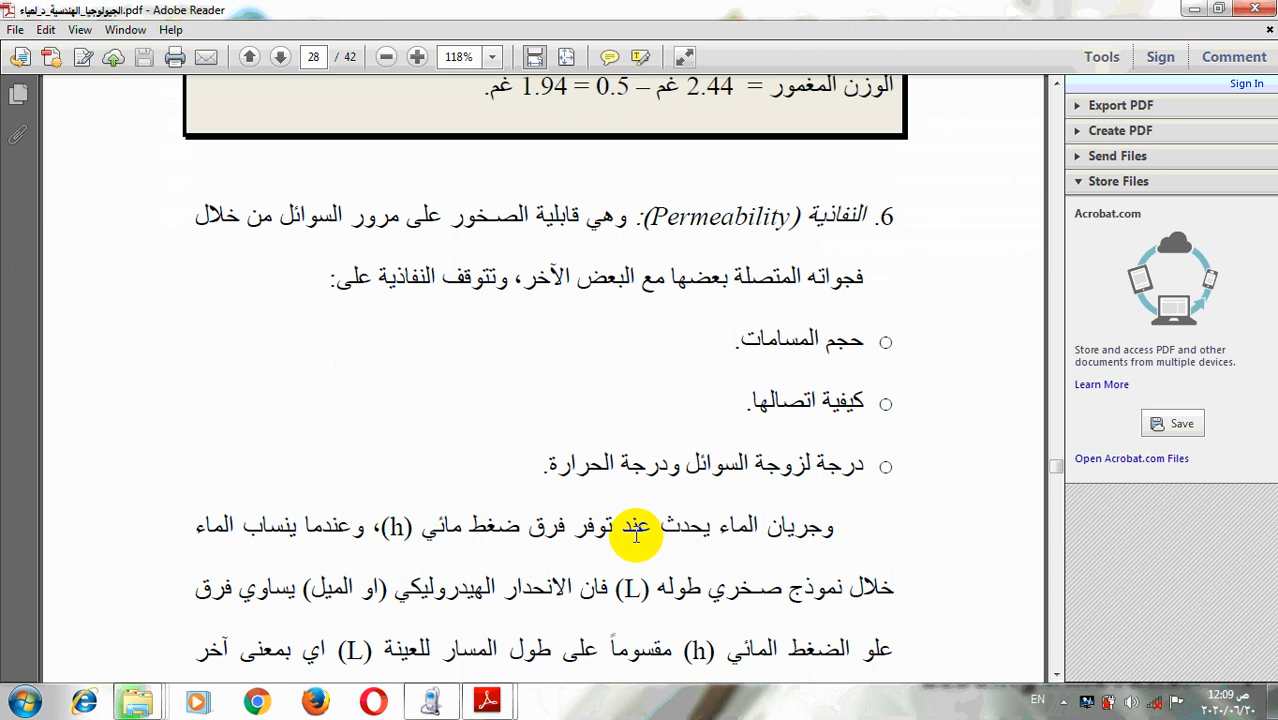 الجيولوجيا_الهندسية_د_لمياء.pdf - Adobe Reader
File Edit View Window Help
28 / 42 118% Tools Sign Comment
الوزن المغمور = 2.44 غم – 0.5 = 1.94 غم.
6. النفاذية (Permeability): وهي قابلية الصخور على مرور السوائل من خلال
فجواته المتصلة بعضها مع البعض الآخر، وتتوقف النفاذية على:
○ حجم المسامات.
○ كيفية اتصالها.
○ درجة لزوجة السوائل ودرجة الحرارة.
وجريان الماء يحدث عند توفر فرق ضغط مائي (h)، وعندما ينساب الماء
خلال نموذج صخري طوله (L) فان الانحدار الهيدروليكي (او الميل) يساوي فرق
علو الضغط المائي (h) مقسوماً على طول المسار للعينة (L) اي بمعنى آخر
Sign In
Export PDF
Create PDF
Send Files
Store Files
Acrobat.com
Store and access PDF and other
documents from multiple devices.
Learn More
Save
Open Acrobat.com Files
EN
12:09 ص
٢٠٢٠/٠٦/٢٠